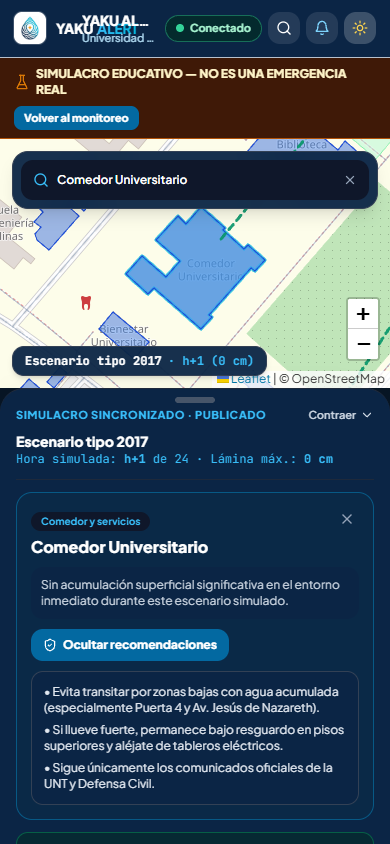 YAKU ALERT
YAKU AL...
Universidad ...
Conectado
SIMULACRO EDUCATIVO — NO ES UNA EMERGENCIA
REAL
Volver al monitoreo
Biblioteca
Comedor Universitario
Comedor
Universitario
Bienestar
Universitario
+
−
Escenario tipo 2017 · h+1 (0 cm)
Leaflet | © OpenStreetMap
SIMULACRO SINCRONIZADO · PUBLICADO
Contraer
Escenario tipo 2017
Hora simulada: h+1 de 24 · Lámina máx.: 0 cm
Comedor y servicios
Comedor Universitario
Sin acumulación superficial significativa en el entorno
inmediato durante este escenario simulado.
Ocultar recomendaciones
• Evita transitar por zonas bajas con agua acumulada
(especialmente Puerta 4 y Av. Jesús de Nazareth).
• Si llueve fuerte, permanece bajo resguardo en pisos
superiores y aléjate de tableros eléctricos.
• Sigue únicamente los comunicados oficiales de la
UNT y Defensa Civil.